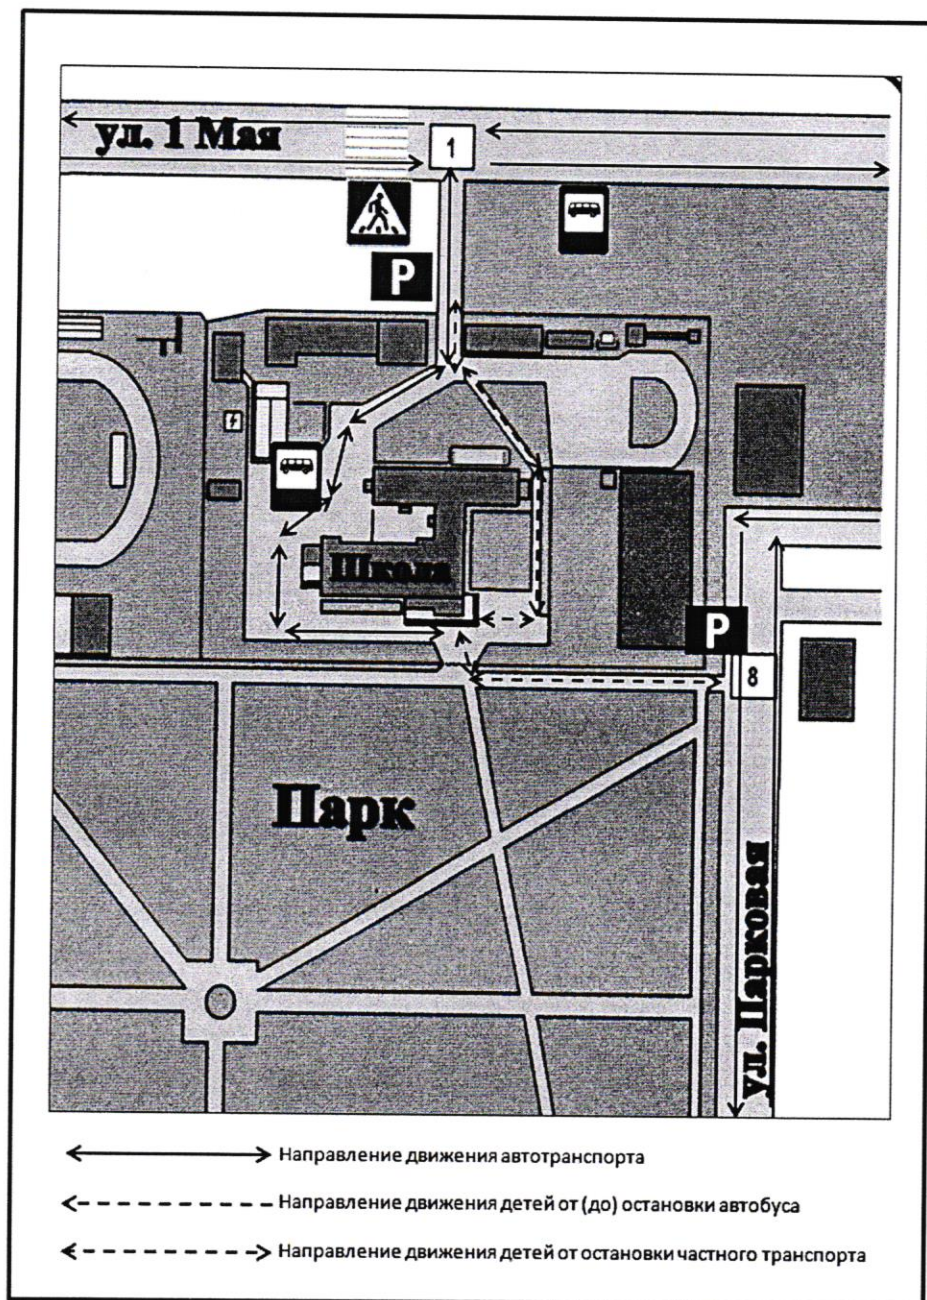 ул. 1 Мая
1
P
Школа
P
8
Парк
ул. Парковая
Направление движения автотранспорта
Направление движения детей от (до) остановки автобуса
Направление движения детей от остановки частного транспорта